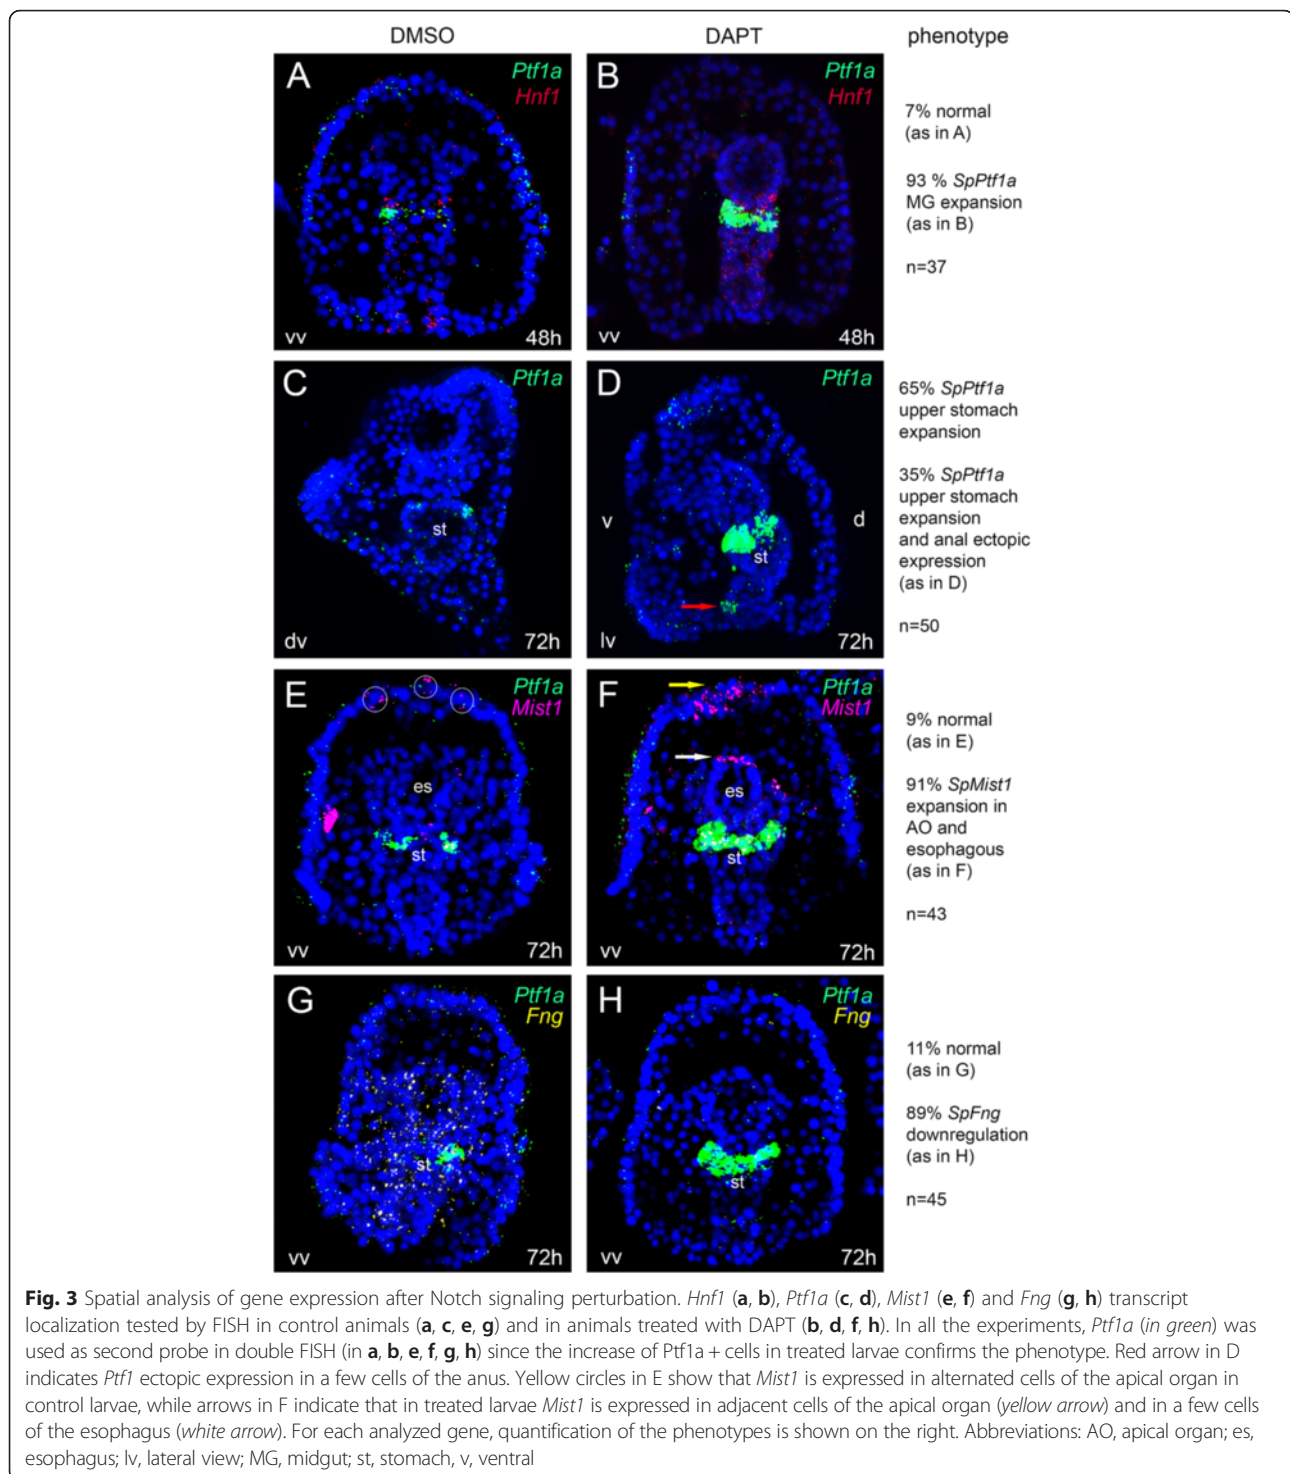 DMSO DAPT phenotype
A Ptf1a Hnf1 vv 48h
B Ptf1a Hnf1 vv 48h
7% normal
(as in A)
93 % SpPtf1a
MG expansion
(as in B)
n=37
C Ptf1a st dv 72h
D Ptf1a v d st lv 72h
65% SpPtf1a
upper stomach
expansion
35% SpPtf1a
upper stomach
expansion
and anal ectopic
expression
(as in D)
n=50
E Ptf1a Mist1 es st vv 72h
F Ptf1a Mist1 es st vv 72h
9% normal
(as in E)
91% SpMist1
expansion in
AO and
esophagous
(as in F)
n=43
G Ptf1a Fng st vv 72h
H Ptf1a Fng st vv 72h
11% normal
(as in G)
89% SpFng
downregulation
(as in H)
n=45
Fig. 3 Spatial analysis of gene expression after Notch signaling perturbation. Hnf1 (a, b), Ptf1a (c, d), Mist1 (e, f) and Fng (g, h) transcript
localization tested by FISH in control animals (a, c, e, g) and in animals treated with DAPT (b, d, f, h). In all the experiments, Ptf1a (in green) was
used as second probe in double FISH (in a, b, e, f, g, h) since the increase of Ptf1a + cells in treated larvae confirms the phenotype. Red arrow in D
indicates Ptf1 ectopic expression in a few cells of the anus. Yellow circles in E show that Mist1 is expressed in alternated cells of the apical organ in
control larvae, while arrows in F indicate that in treated larvae Mist1 is expressed in adjacent cells of the apical organ (yellow arrow) and in a few cells
of the esophagus (white arrow). For each analyzed gene, quantification of the phenotypes is shown on the right. Abbreviations: AO, apical organ; es,
esophagus; lv, lateral view; MG, midgut; st, stomach, v, ventral